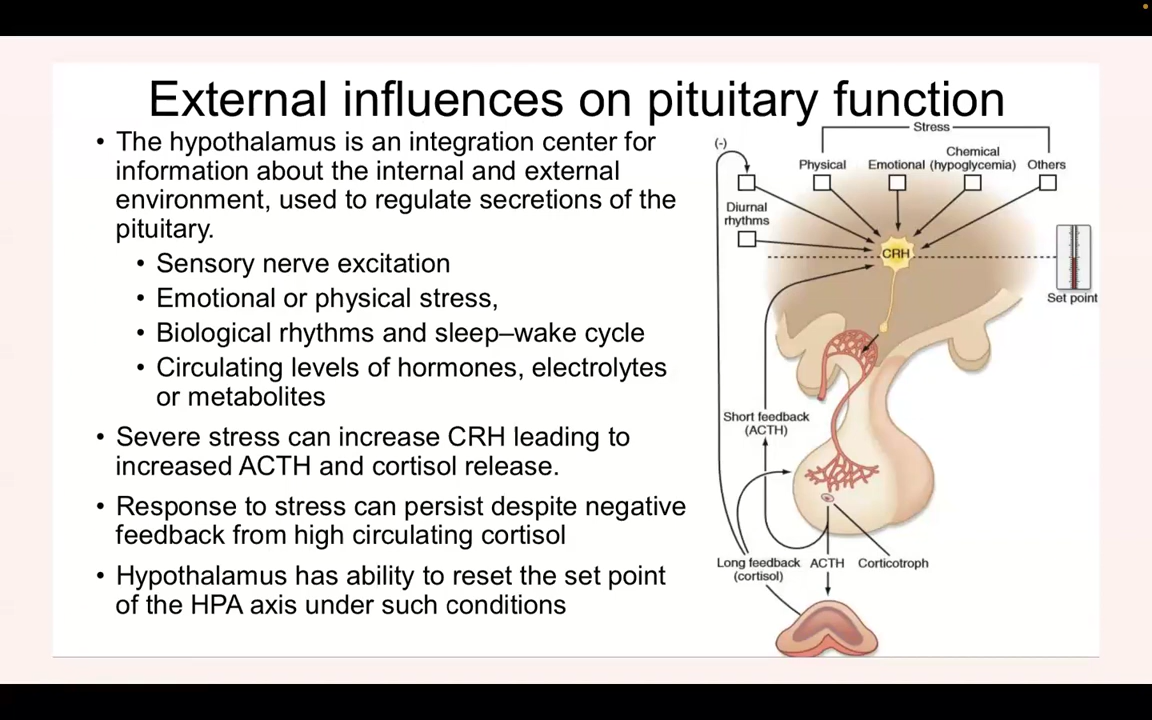 External influences on pituitary function
• The hypothalamus is an integration center for
information about the internal and external
environment, used to regulate secretions of the
pituitary.
• Sensory nerve excitation
• Emotional or physical stress,
• Biological rhythms and sleep–wake cycle
• Circulating levels of hormones, electrolytes
or metabolites
• Severe stress can increase CRH leading to
increased ACTH and cortisol release.
• Response to stress can persist despite negative
feedback from high circulating cortisol
• Hypothalamus has ability to reset the set point
of the HPA axis under such conditions
Stress
(-)
Physical
Emotional
Chemical
(hypoglycemia)
Others
Diurnal
rhythms
CRH
Set point
Short feedback
(ACTH)
Long feedback
(cortisol)
ACTH
Corticotroph